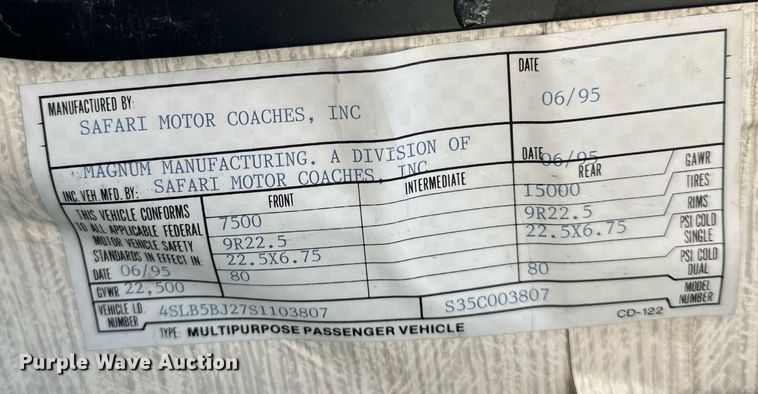 MANUFACTURED BY: DATE
SAFARI MOTOR COACHES, INC 06/95
MAGNUM MANUFACTURING. A DIVISION OF DATE 06/95
INC. VEH. MFD. BY: SAFARI MOTOR COACHES, INC
FRONT INTERMEDIATE REAR
THIS VEHICLE CONFORMS 7500 15000 GAWR
TO ALL APPLICABLE FEDERAL 9R22.5 9R22.5 TIRES
MOTOR VEHICLE SAFETY 22.5X6.75 22.5X6.75 RIMS
STANDARDS IN EFFECT IN: 80 PSI COLD SINGLE
DATE 06/95 80 PSI COLD DUAL
GVWR 22,500
VEHICLE I.D. NUMBER 4SLB5BJ27S1103807 S35C003807 MODEL NUMBER
TYPE: MULTIPURPOSE PASSENGER VEHICLE CD-122
Purple Wave Auction